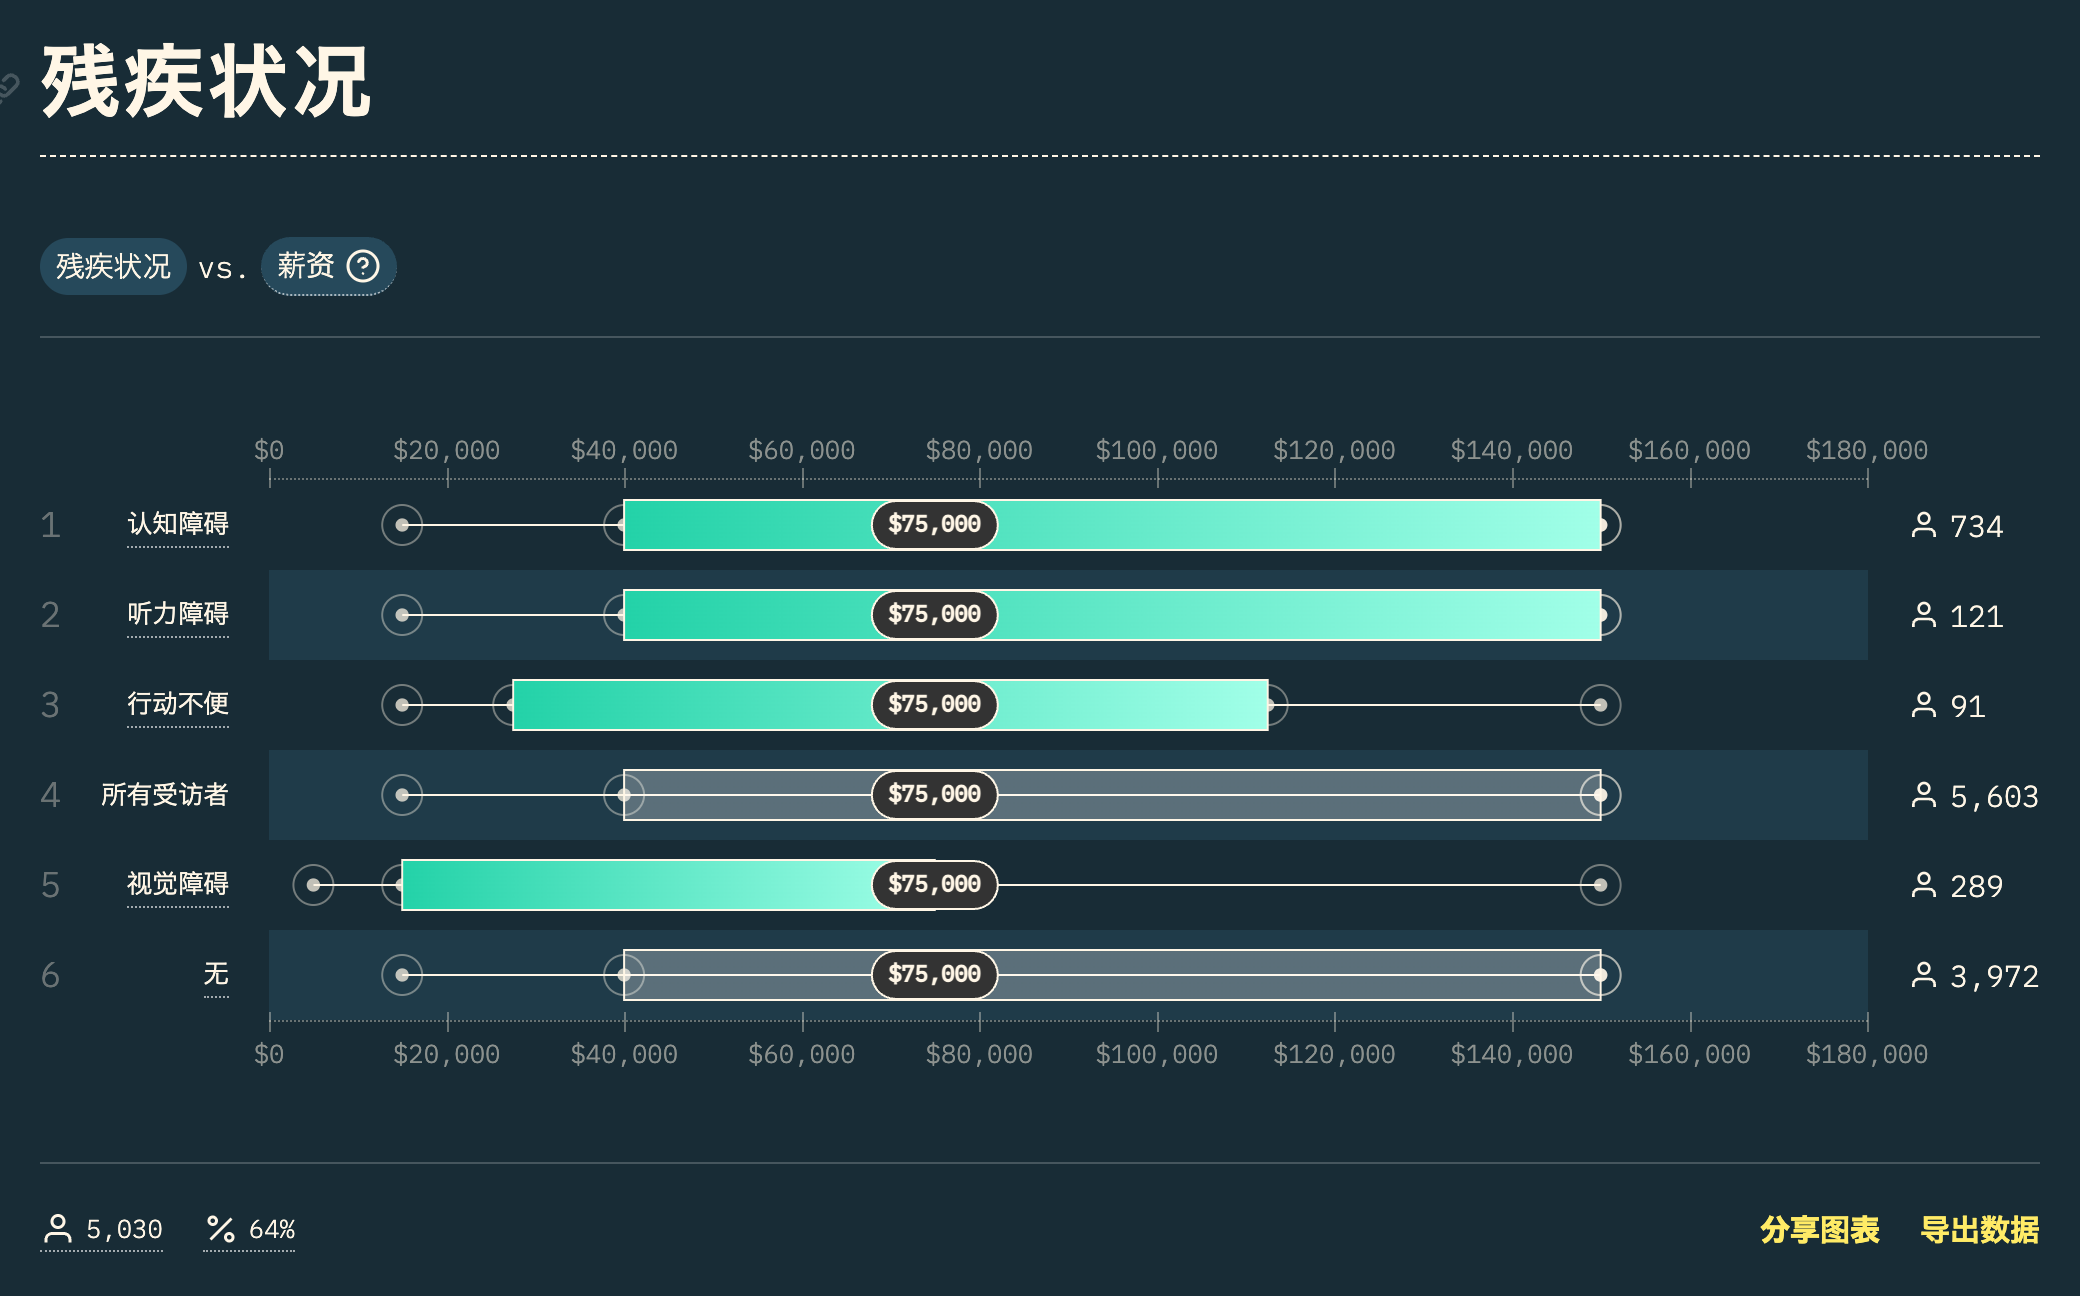 残疾状况
残疾状况 vs. 薪资
$0 $20,000 $40,000 $60,000 $80,000 $100,000 $120,000 $140,000 $160,000 $180,000
1 认知障碍 $75,000 734
2 听力障碍 $75,000 121
3 行动不便 $75,000 91
4 所有受访者 $75,000 5,603
5 视觉障碍 $75,000 289
6 无 $75,000 3,972
$0 $20,000 $40,000 $60,000 $80,000 $100,000 $120,000 $140,000 $160,000 $180,000
5,030 64% 分享图表 导出数据